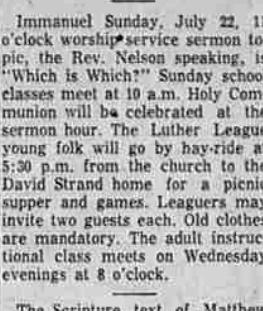 Immanuel Sunday, July 22, 11
o'clock worship service sermon to-
pic, the Rev. Nelson speaking, is
"Which is Which?" Sunday school
classes meet at 10 a.m. Holy Com-
munion will be celebrated at the
sermon hour. The Luther League
young folk will go by hay-ride at
5:30 p.m. from the church to the
David Strand home for a picnic
supper and games. Leaguers may
invite two guests each. Old clothes
are mandatory. The adult instruc-
tional class meets on Wednesday
evenings at 8 o'clock.
The Scripture text of Matthew